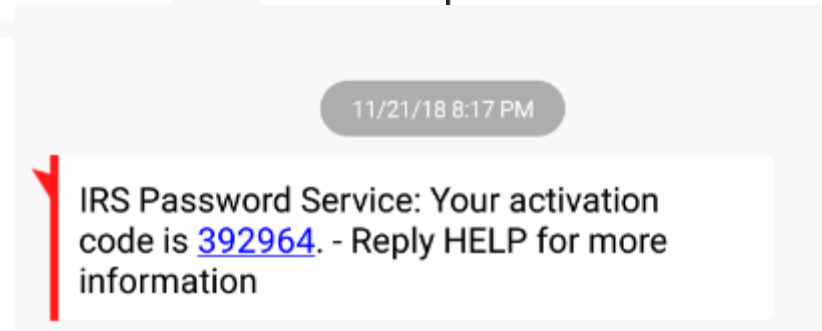 11/21/18 8:17 PM
IRS Password Service: Your activation
code is 392964. - Reply HELP for more
information